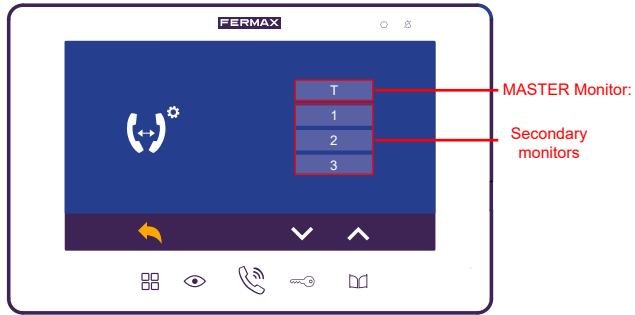 FERMAX
T
MASTER Monitor:
1
2
3
Secondary
monitors